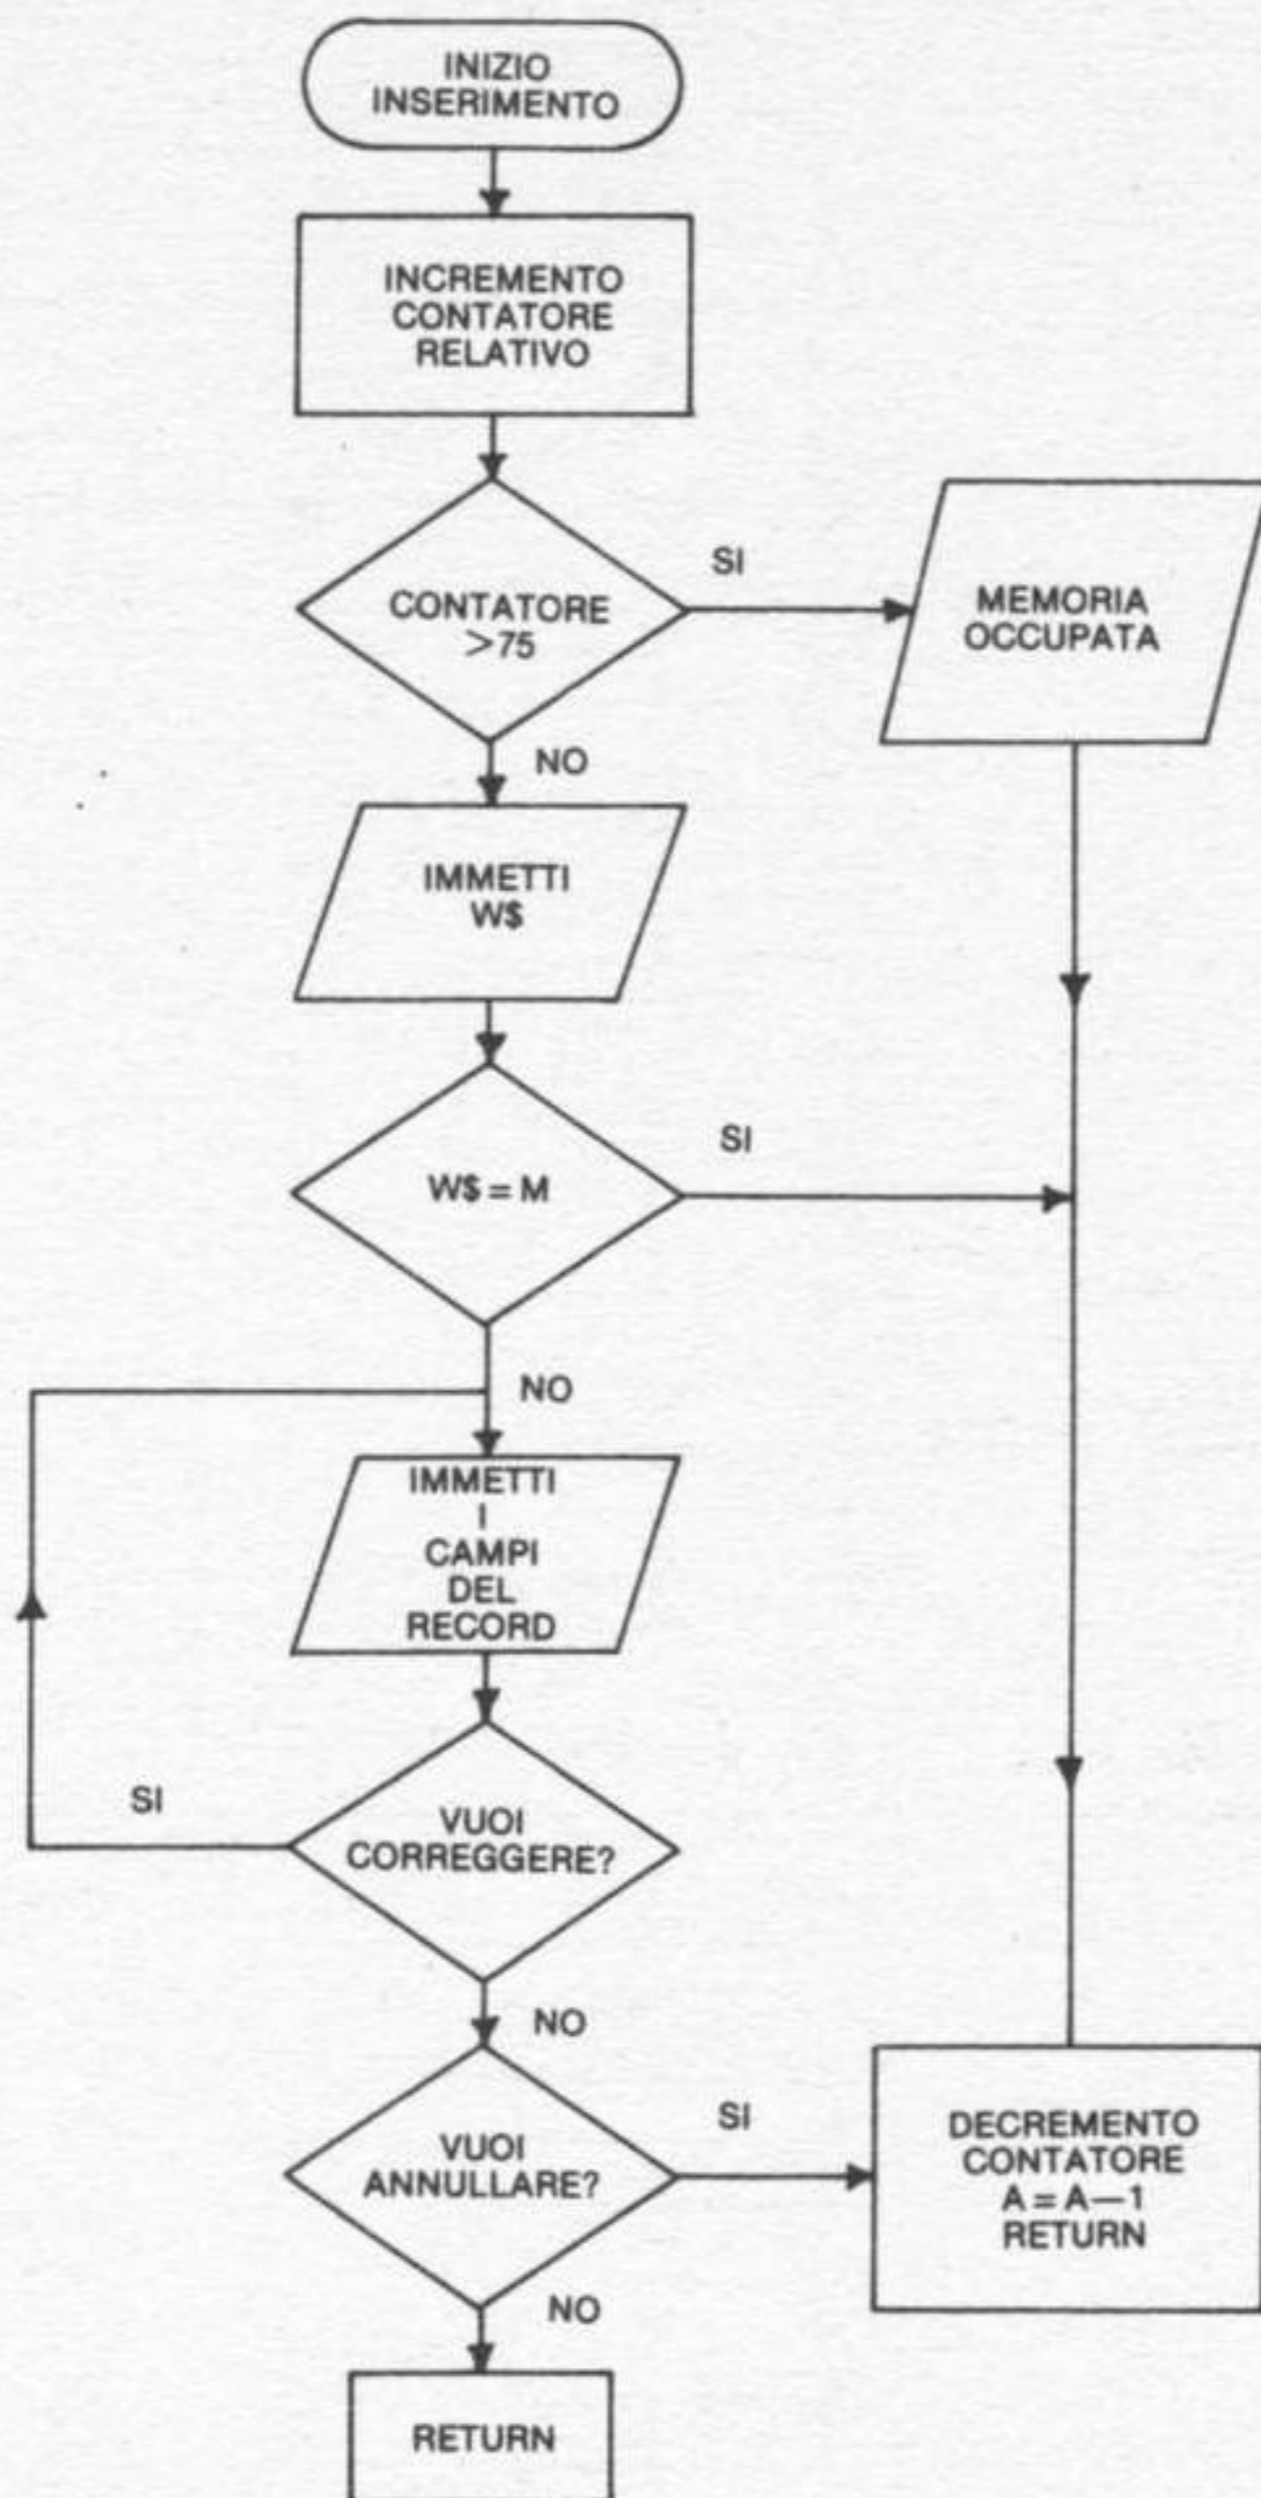 INIZIO
INSERIMENTO
INCREMENTO
CONTATORE
RELATIVO
CONTATORE
>75
SI
MEMORIA
OCCUPATA
NO
IMMETTI
W$
W$ = M
SI
NO
IMMETTI
I
CAMPI
DEL
RECORD
VUOI
CORREGGERE?
SI
NO
VUOI
ANNULLARE?
SI
DECREMENTO
CONTATORE
A = A—1
RETURN
NO
RETURN